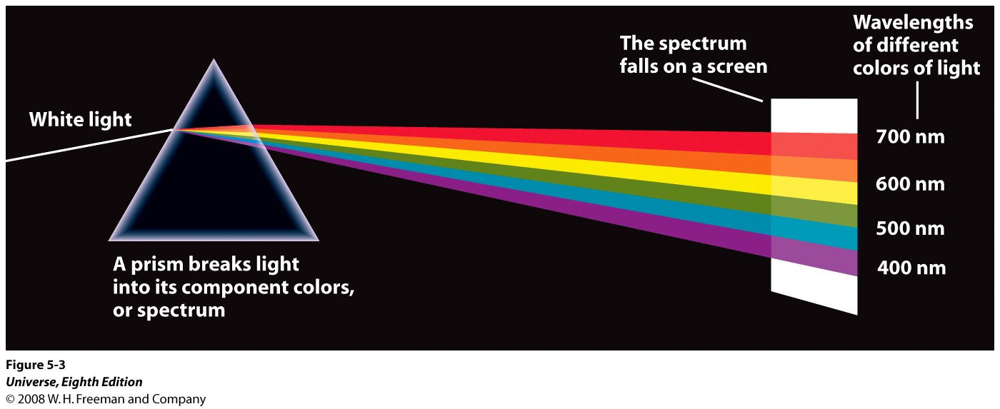 White light
A prism breaks light
into its component colors,
or spectrum
The spectrum
falls on a screen
Wavelengths
of different
colors of light
700 nm
600 nm
500 nm
400 nm
Figure 5-3
Universe, Eighth Edition
© 2008 W. H. Freeman and Company